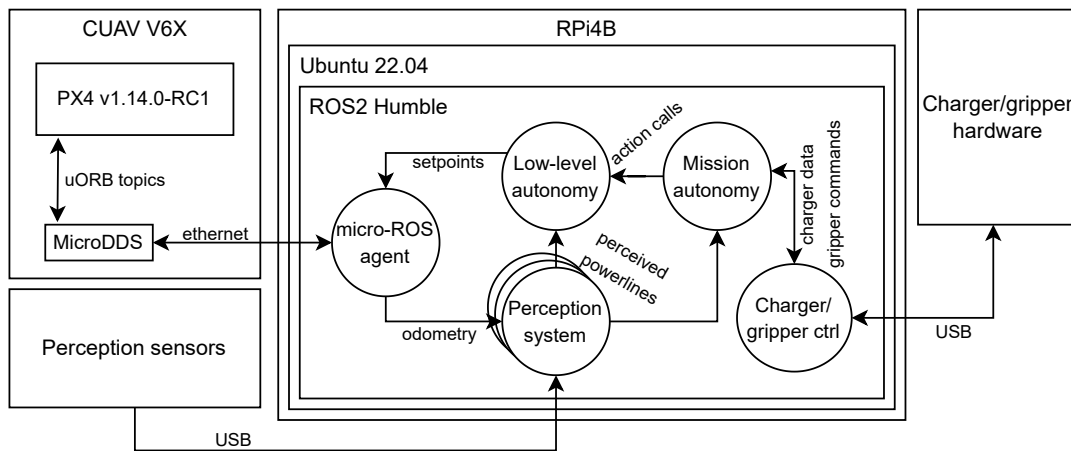 CUAV V6X
PX4 v1.14.0-RC1
uORB topics
MicroDDS
ethernet
Perception sensors
USB
RPi4B
Ubuntu 22.04
ROS2 Humble
setpoints
micro-ROS
agent
odometry
Low-level
autonomy
action calls
Mission
autonomy
perceived
powerlines
Perception
system
charger data
gripper commands
Charger/
gripper ctrl
USB
Charger/gripper
hardware